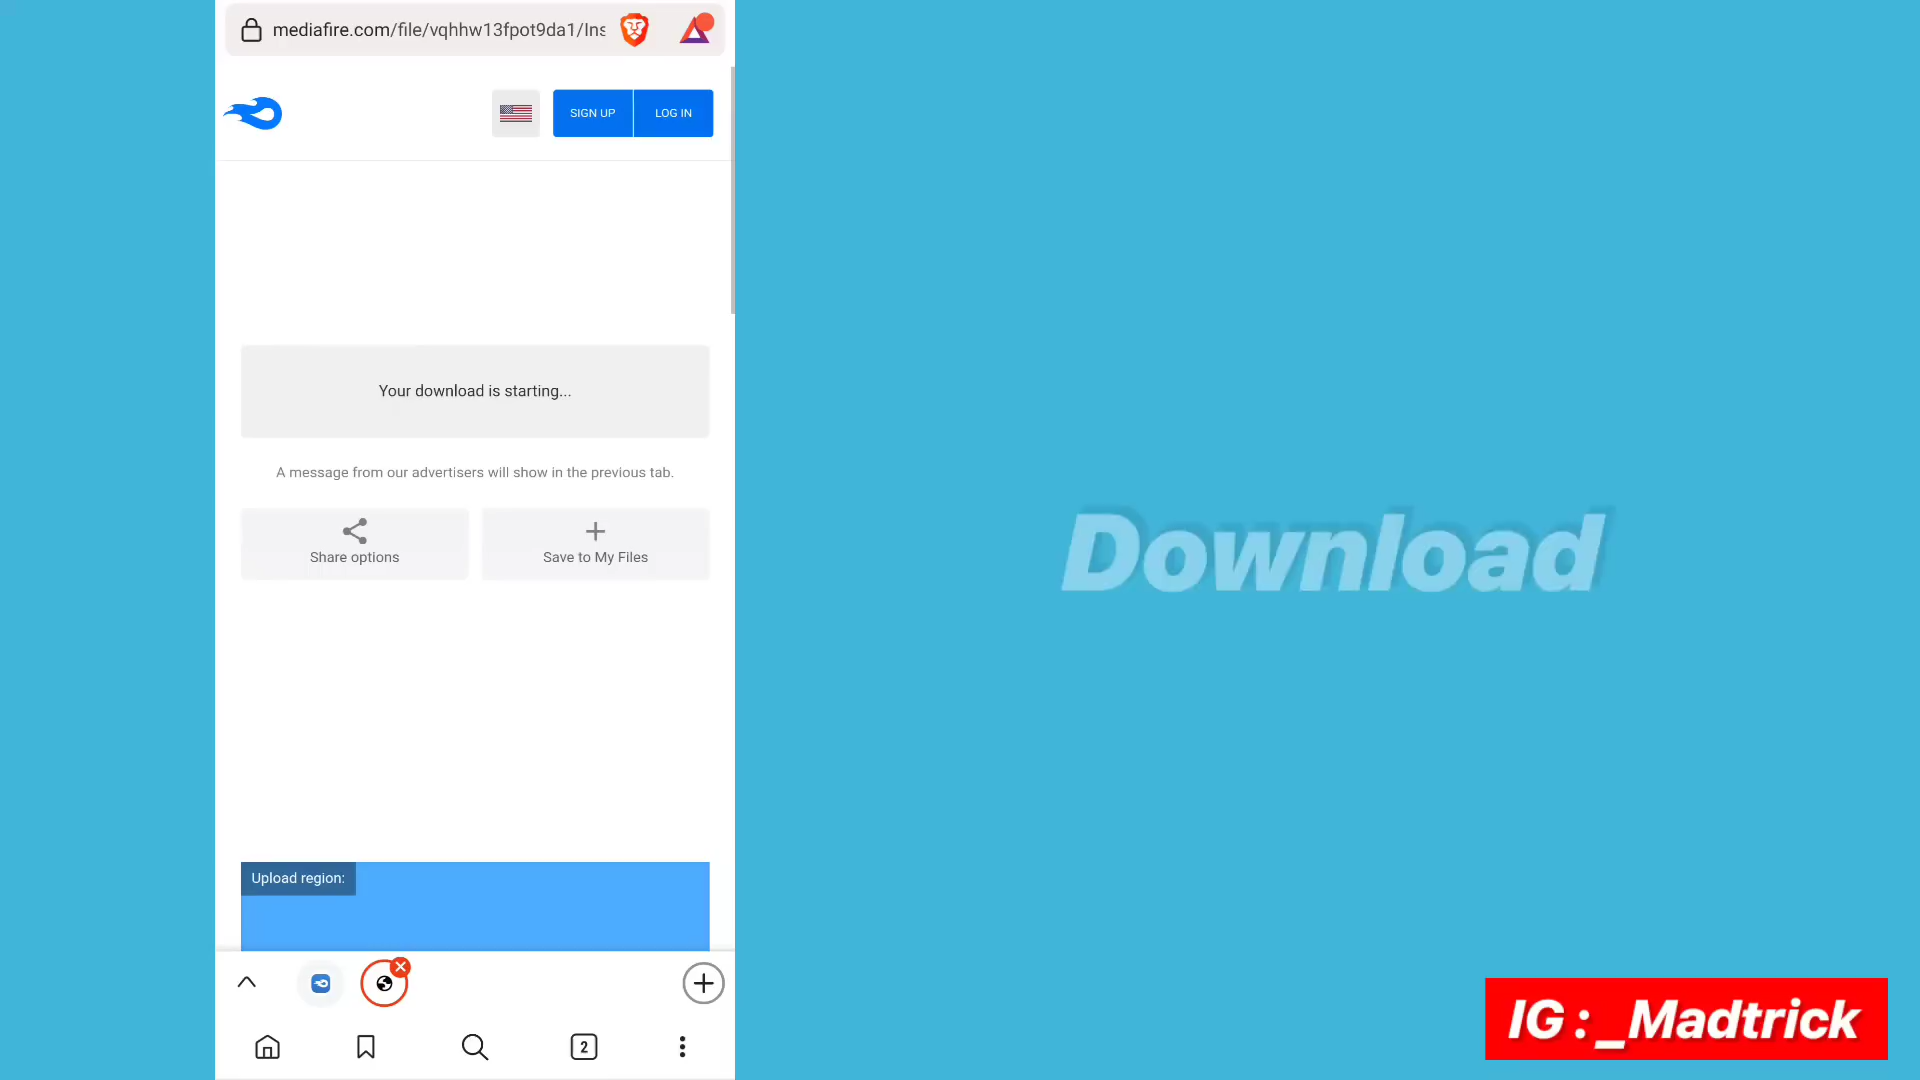 mediafire.com/file/vqhhw13fpot9da1/Ins
SIGN UP
LOG IN
Your download is starting...
A message from our advertisers will show in the previous tab.
Share options
Save to My Files
Upload region:
2
Download
IG : _Madtrick